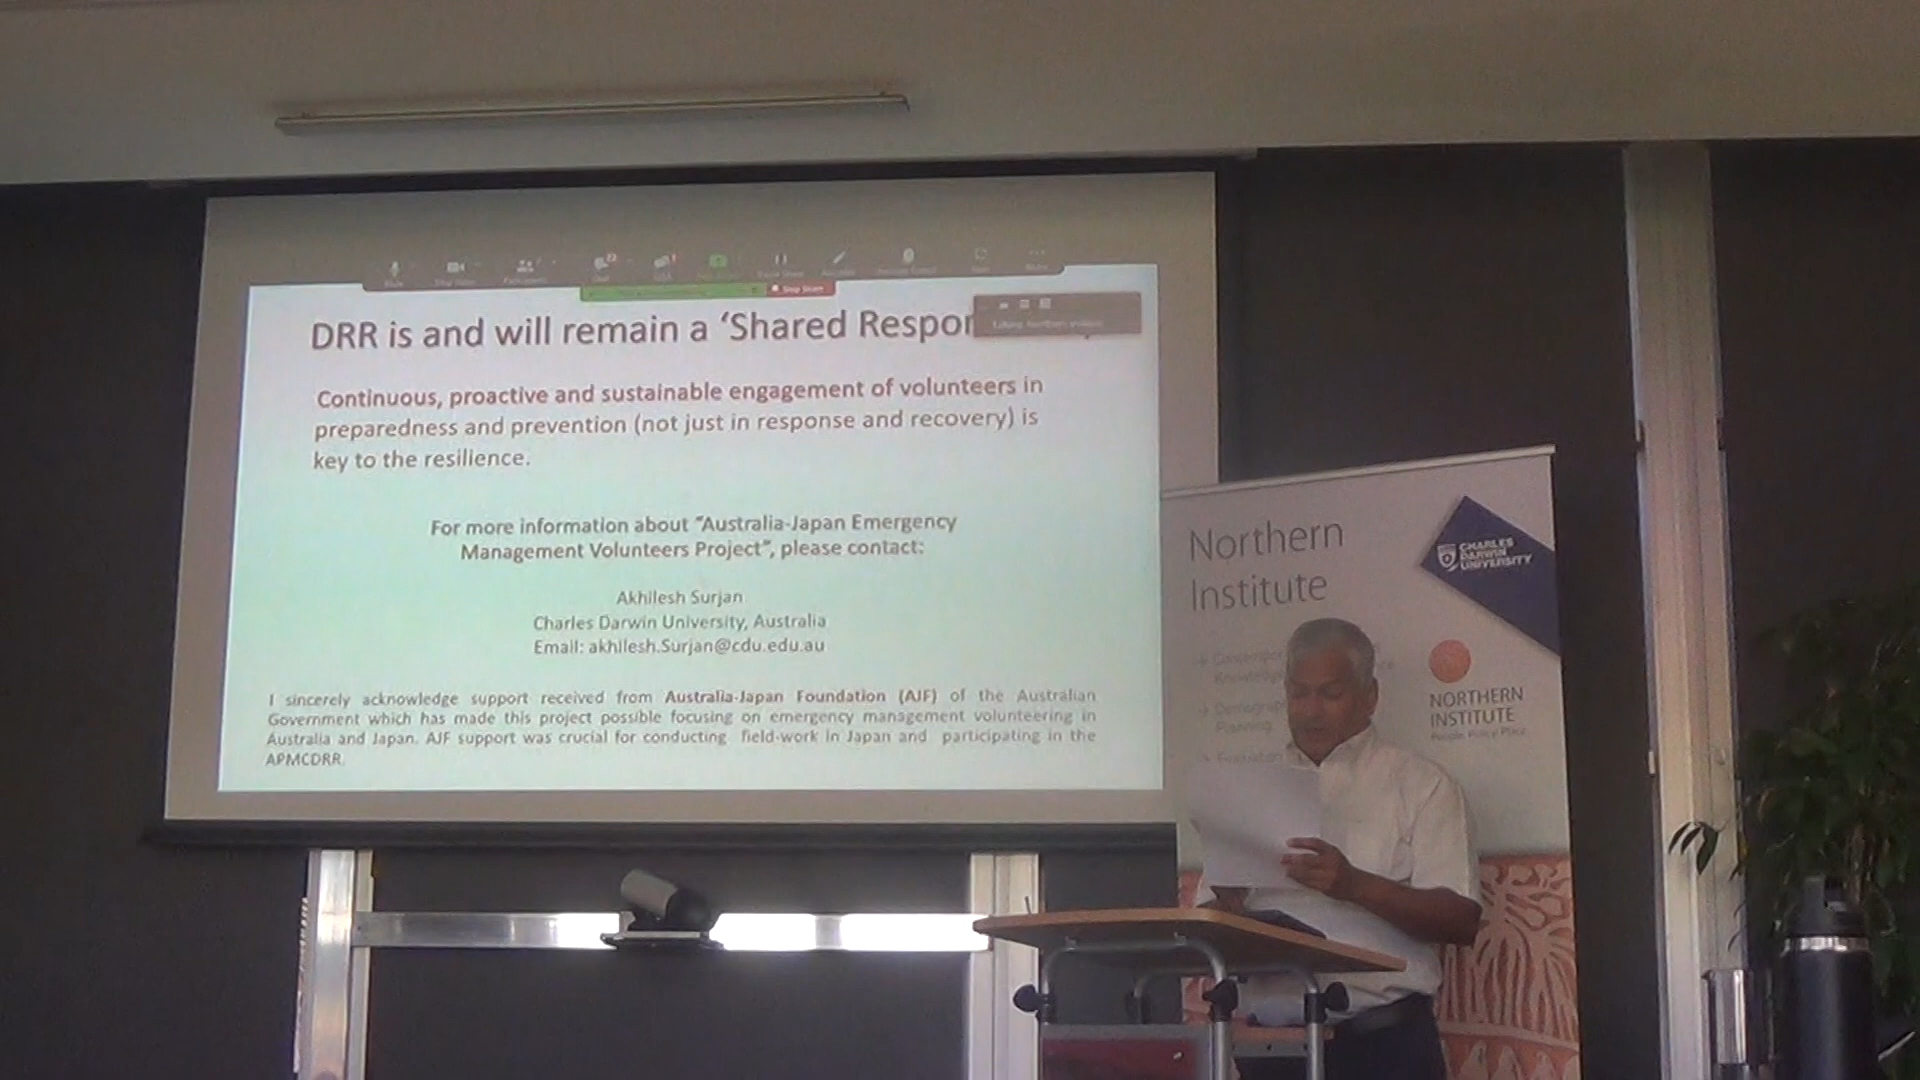 Stop Share
DRR is and will remain a ‘Shared Respon
Continuous, proactive and sustainable engagement of volunteers in
preparedness and prevention (not just in response and recovery) is
key to the resilience.
For more information about “Australia-Japan Emergency
Management Volunteers Project”, please contact:
Akhilesh Surjan
Charles Darwin University, Australia
Email: akhilesh.Surjan@cdu.edu.au
I sincerely acknowledge support received from Australia-Japan Foundation (AJF) of the Australian
Government which has made this project possible focusing on emergency management volunteering in
Australia and Japan. AJF support was crucial for conducting field-work in Japan and participating in the
APMCDRR.
Northern
Institute
CHARLES
DARWIN
UNIVERSITY
NORTHERN
INSTITUTE
People. Policy. Place.
Planning
Evaluation